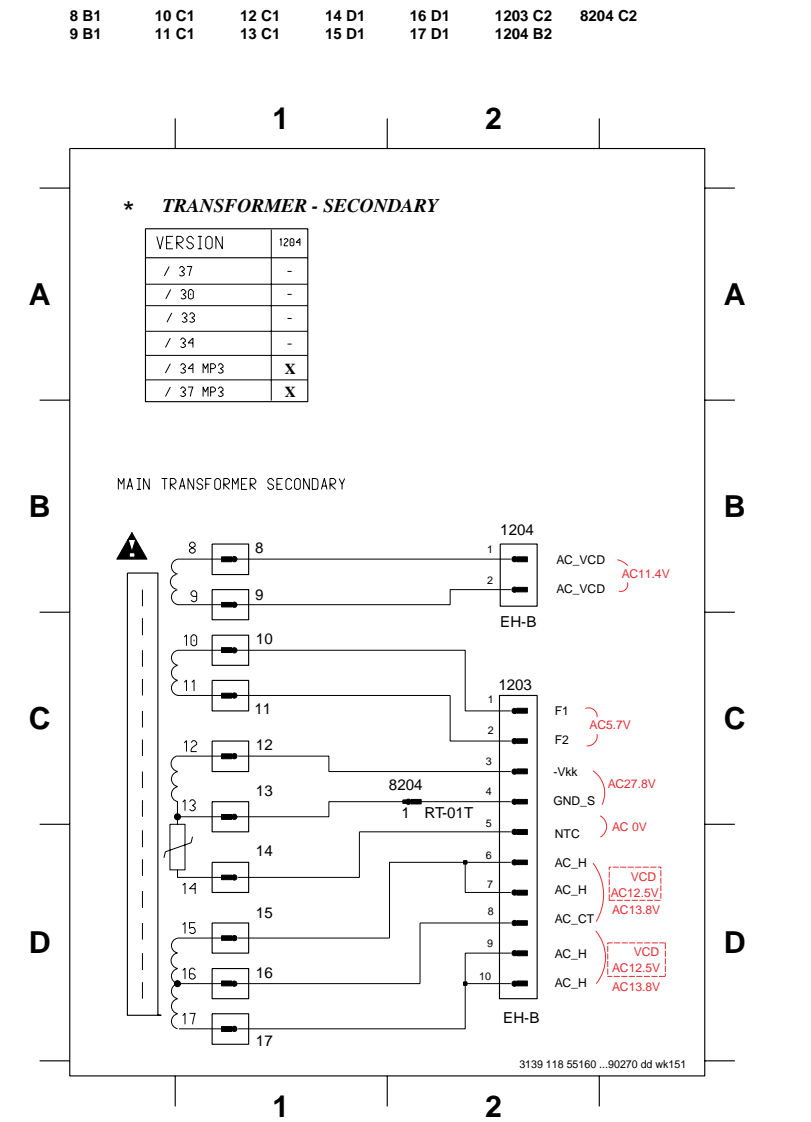 8 B1 10 C1 12 C1 14 D1 16 D1 1203 C2 8204 C2
9 B1 11 C1 13 C1 15 D1 17 D1 1204 B2
1 2
* TRANSFORMER - SECONDARY
VERSION 1204
/ 37 -
/ 30 -
/ 33 -
/ 34 -
/ 34 MP3 X
/ 37 MP3 X
A A
MAIN TRANSFORMER SECONDARY
B B
1204
8 8 1 AC_VCD
AC11.4V
9 9 2 AC_VCD
EH-B
10 10
1203
11 11 1 F1
AC5.7V
C C
2 F2
12 12 3 -Vkk
AC27.8V
13 13 8204 4 GND_S
1 RT-01T
5 NTC AC 0V
14 14 6 AC_H
VCD
7 AC_H AC12.5V
AC13.8V
15 15 8 AC_CT
D D
9 AC_H VCD
AC12.5V
16 16 10 AC_H AC13.8V
17 17
EH-B
3139 118 55160 ...90270 dd wk151
1 2